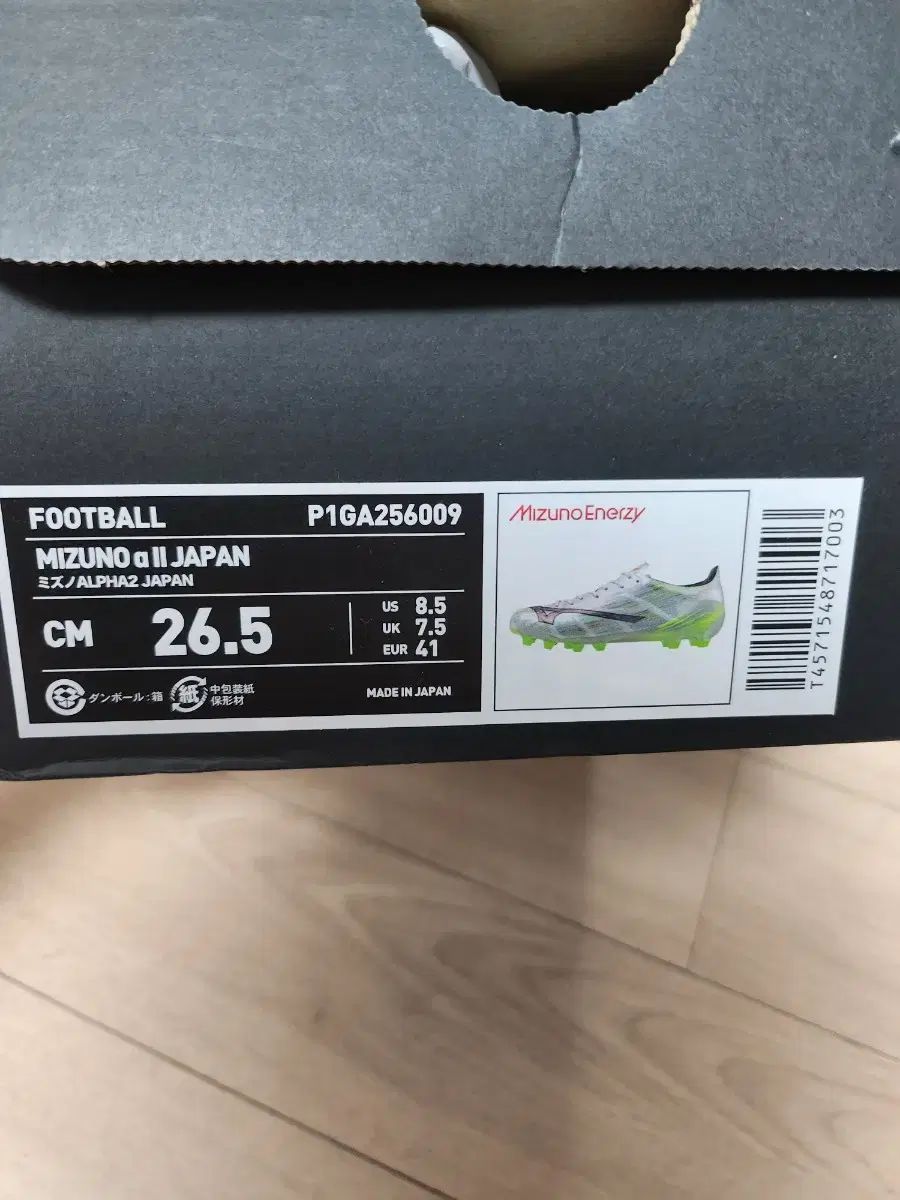 FOOTBALL P1GA256009
MIZUNO α II JAPAN
ミズノALPHA2 JAPAN
CM 26.5
US 8.5
UK 7.5
EUR 41
ダンボール:箱
紙
中包装紙
保形材
MADE IN JAPAN
Mizuno Enerzy
T4571548717003